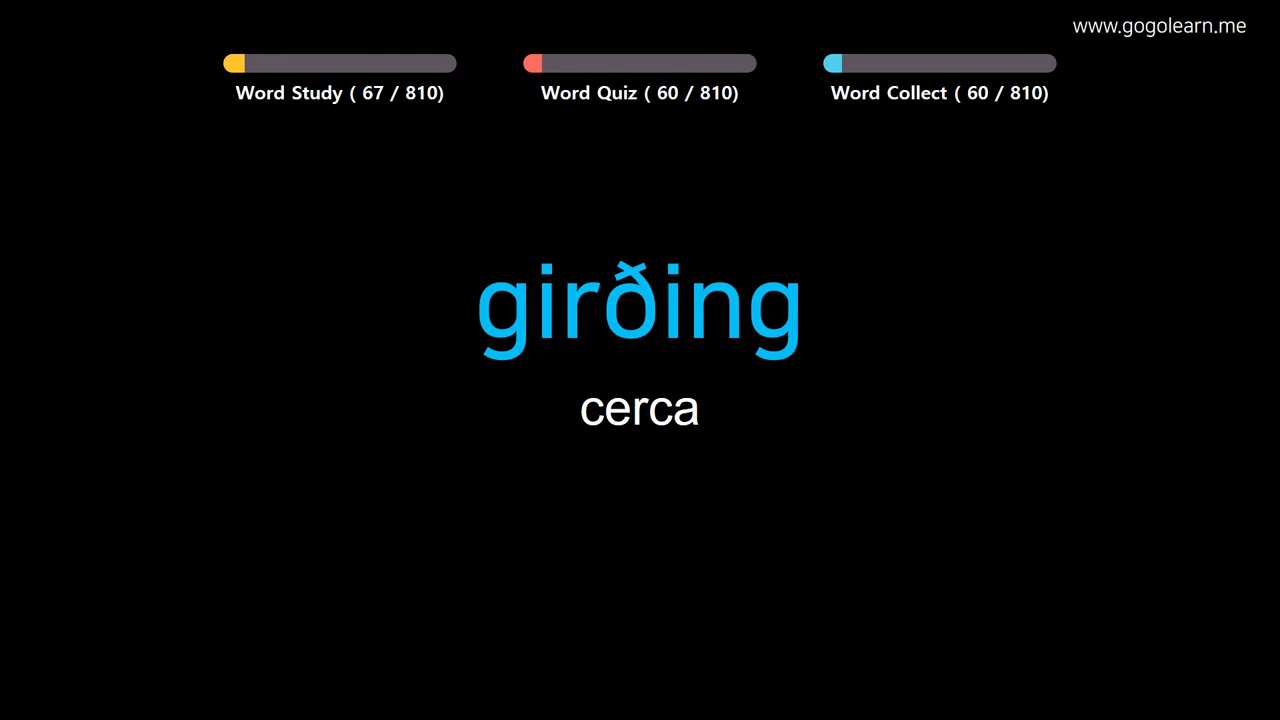 www.gogolearn.me
Word Study ( 67 / 810)
Word Quiz ( 60 / 810)
Word Collect ( 60 / 810)
girðing
cerca